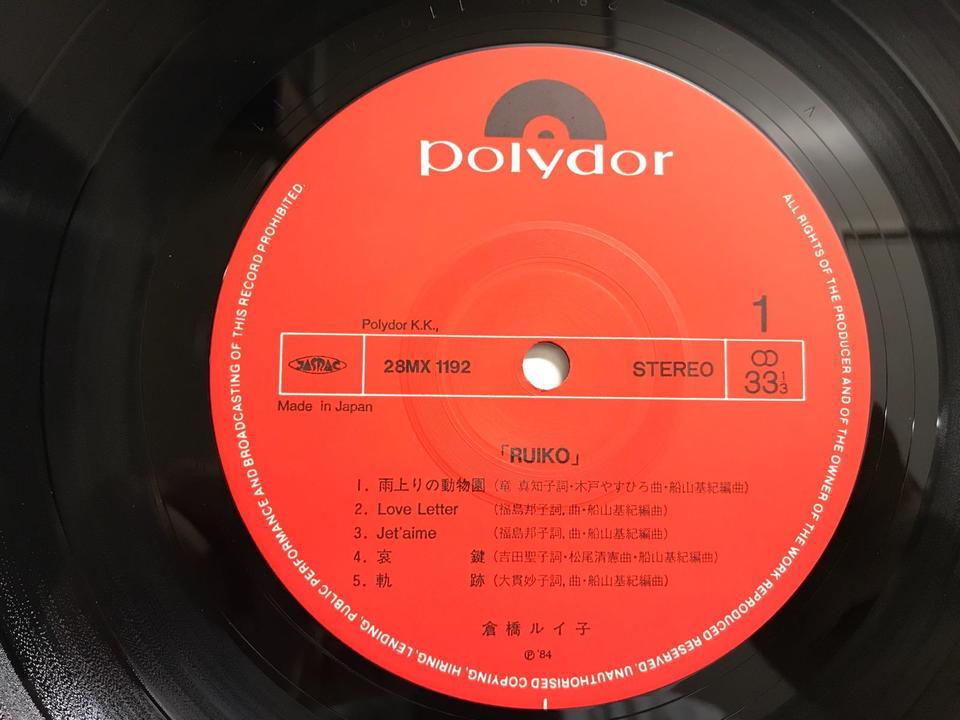 polydor
ALL RIGHTS OF THE PRODUCER AND OF THE OWNER OF THE WORK REPRODUCED RESERVED. UNAUTHORISED COPYING, HIRING, LENDING, PUBLIC PERFORMANCE AND BROADCASTING OF THIS RECORD PROHIBITED.
1
Polydor K.K.,
JASRAC 28MX 1192 STEREO 33 1/3
Made in Japan
「RUIKO」
1. 雨上りの動物園 (竜 真知子詞・木戸やすひろ曲・船山基紀編曲)
2. Love Letter (福島邦子詞, 曲・船山基紀編曲)
3. Jet'aime (福島邦子詞, 曲・船山基紀編曲)
4. 哀 鍵 (吉田聖子詞・松尾清憲曲・船山基紀編曲)
5. 軌 跡 (大貫妙子詞, 曲・船山基紀編曲)
倉橋ルイ子
℗ '84